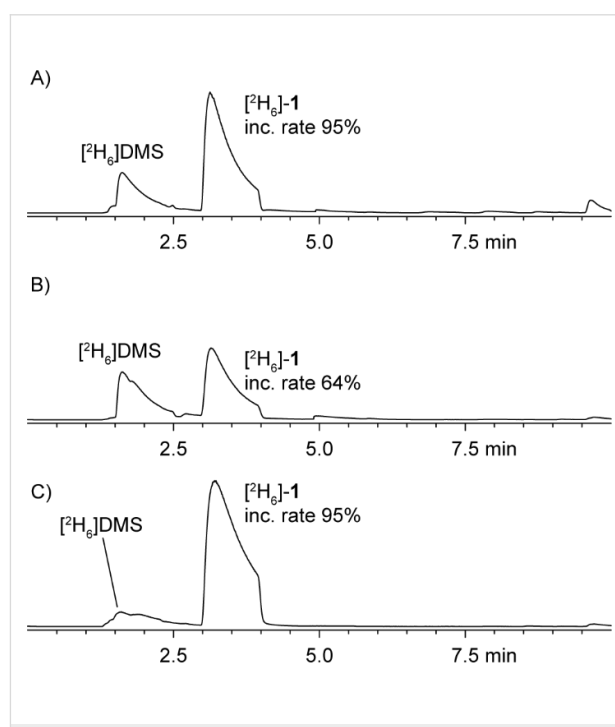 A)
[²H₆]DMS
[²H₆]-1
inc. rate 95%
2.5 5.0 7.5 min
B)
[²H₆]DMS
[²H₆]-1
inc. rate 64%
2.5 5.0 7.5 min
C)
[²H₆]DMS
[²H₆]-1
inc. rate 95%
2.5 5.0 7.5 min